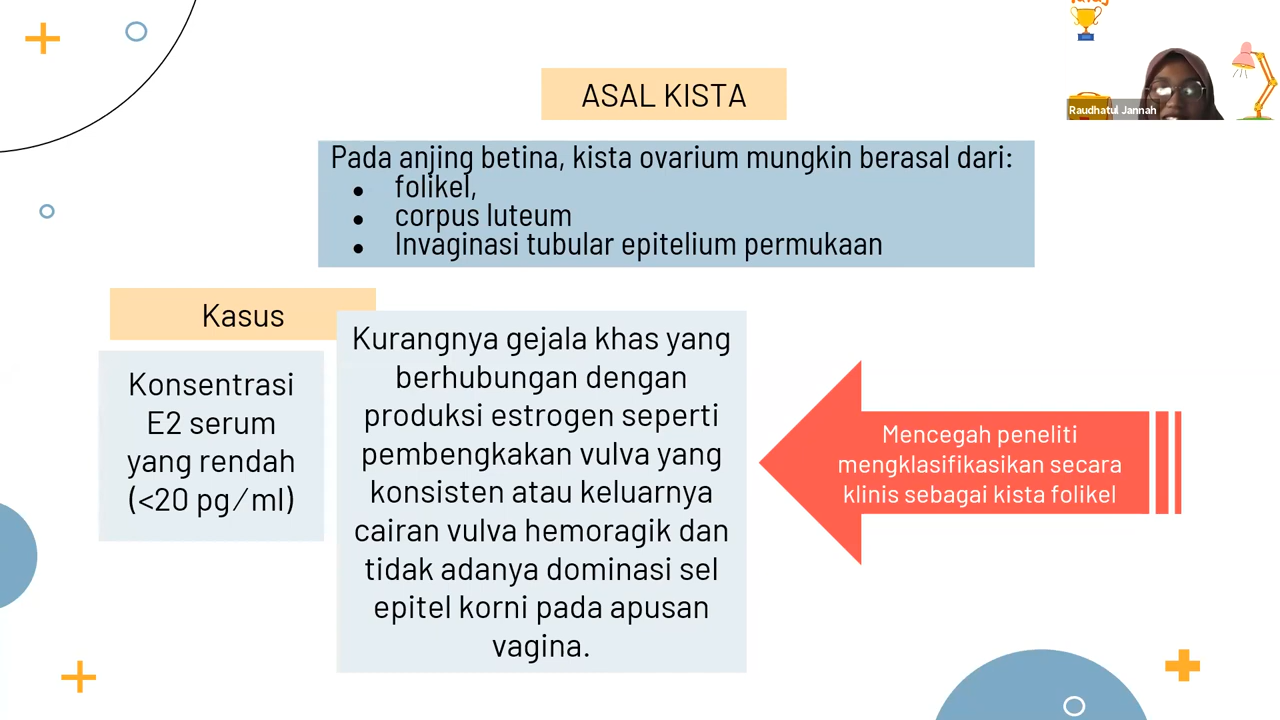 Raudhatul Jannah
ASAL KISTA
Pada anjing betina, kista ovarium mungkin berasal dari:
● folikel,
● corpus luteum
● Invaginasi tubular epitelium permukaan
Kasus
Konsentrasi
E2 serum
yang rendah
(<20 pg/ml)
Kurangnya gejala khas yang
berhubungan dengan
produksi estrogen seperti
pembengkakan vulva yang
konsisten atau keluarnya
cairan vulva hemoragik dan
tidak adanya dominasi sel
epitel korni pada apusan
vagina.
Mencegah peneliti
mengklasifikasikan secara
klinis sebagai kista folikel